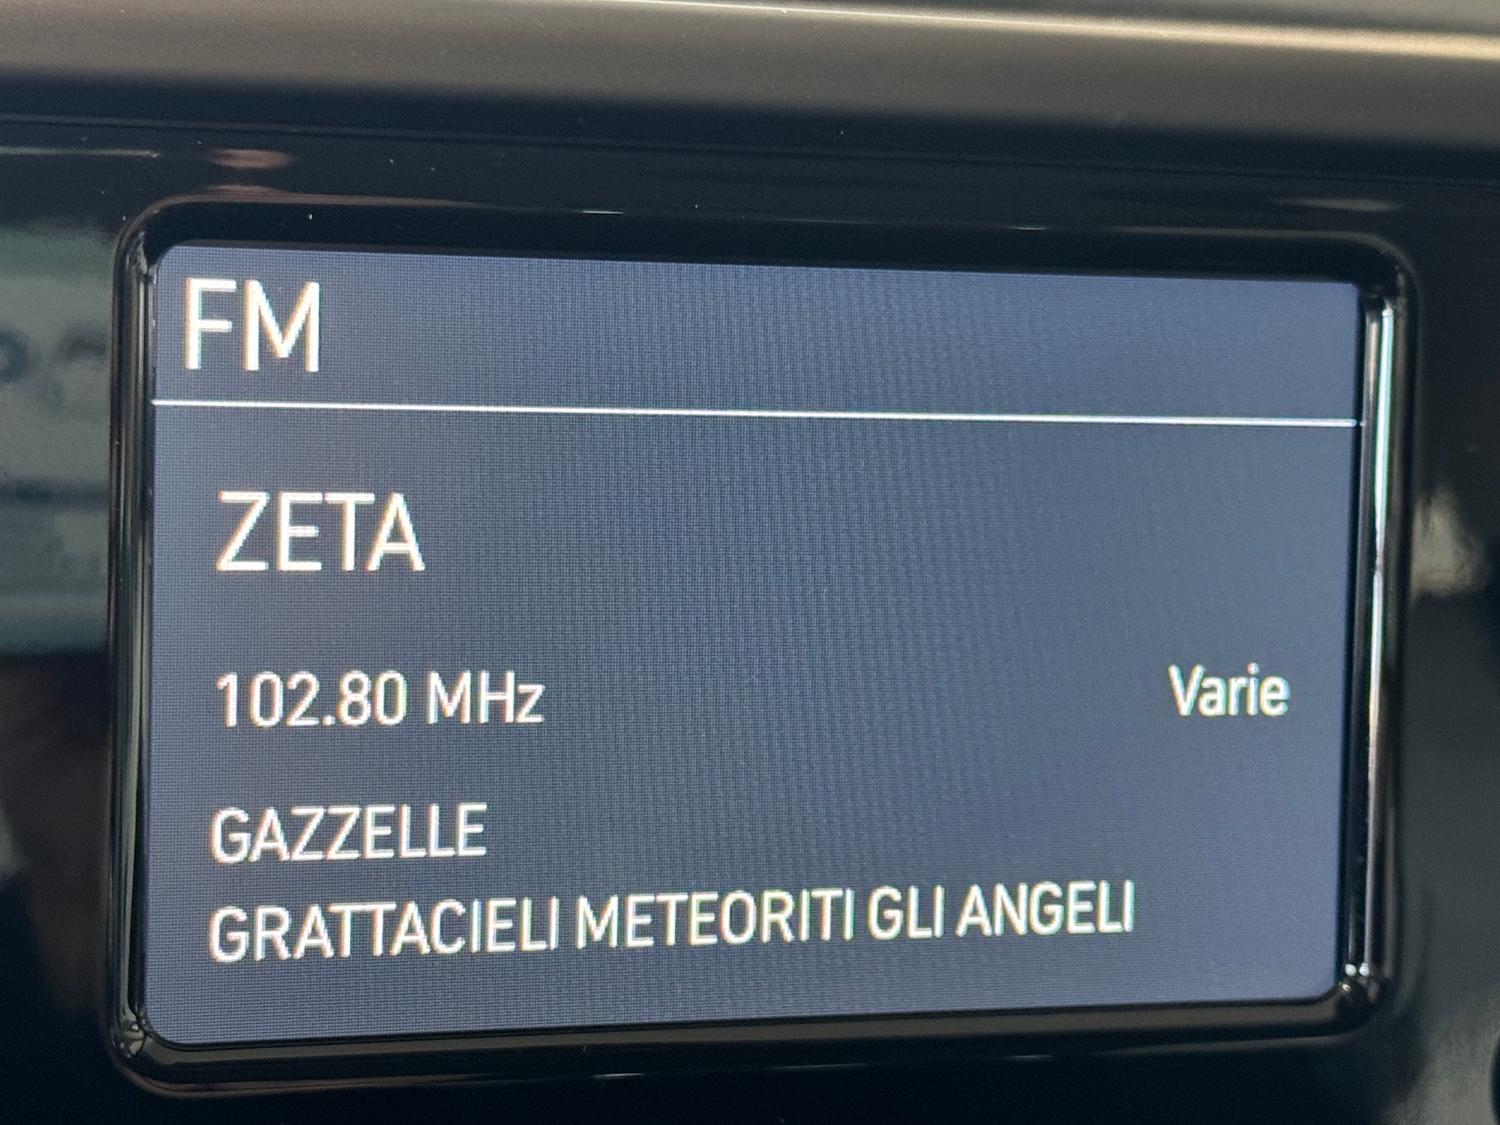 FM
ZETA
102.80 MHz
Varie
GAZZELLE
GRATTACIELI METEORITI GLI ANGELI